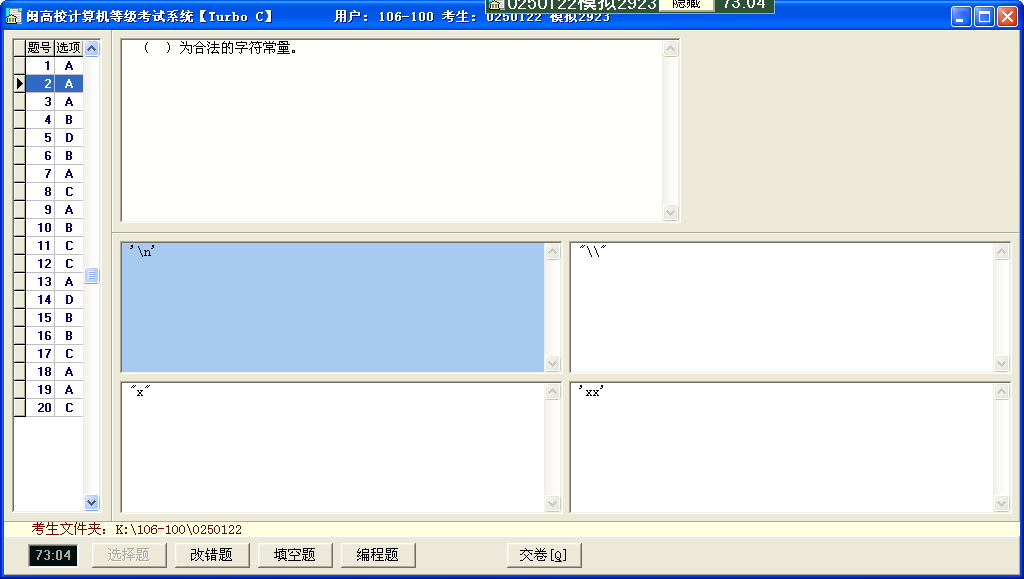 闽高校计算机等级考试系统【Turbo C】 用户: 106-100 考生: 0250122 模拟2923
0250122模拟2923 隐藏 73:04
题号 选项
1 A
2 A
3 A
4 B
5 D
6 B
7 A
8 C
9 A
10 B
11 C
12 C
13 A
14 D
15 B
16 B
17 C
18 A
19 A
20 C
（ ）为合法的字符常量。
'\n'
"\\"
"x"
'xx'
考生文件夹: K:\106-100\0250122
73:04 选择题 改错题 填空题 编程题 交卷[Q]